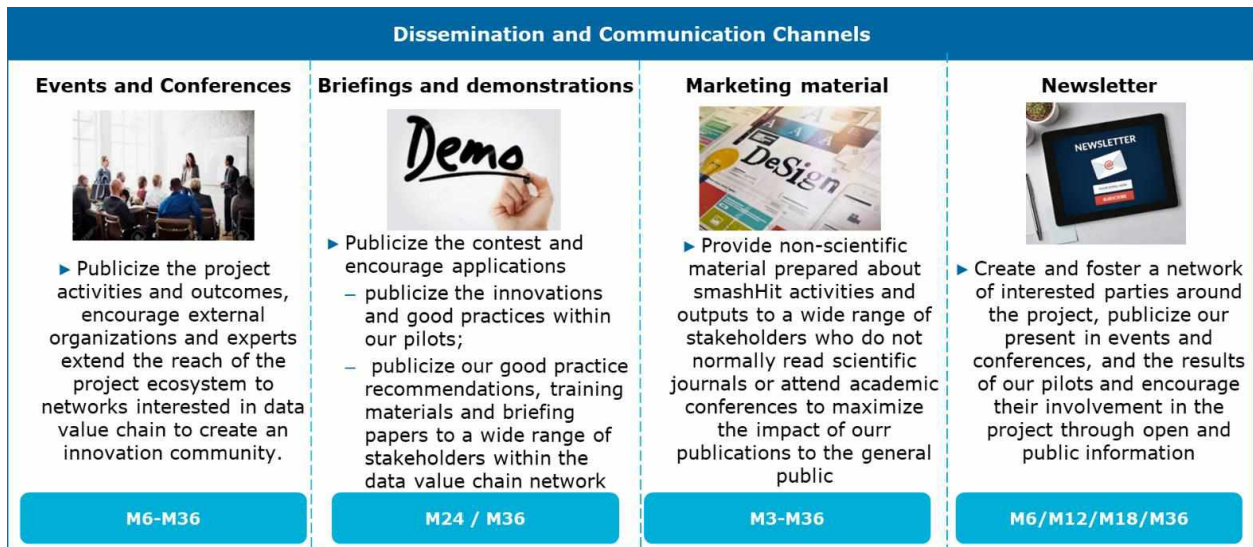 Dissemination and Communication Channels
Events and Conferences
► Publicize the project
activities and outcomes,
encourage external
organizations and experts
extend the reach of the
project ecosystem to
networks interested in data
value chain to create an
innovation community.
M6-M36
Briefings and demonstrations
Demo
► Publicize the contest and
encourage applications
– publicize the innovations
and good practices within
our pilots;
– publicize our good practice
recommendations, training
materials and briefing
papers to a wide range of
stakeholders within the
data value chain network
M24 / M36
Marketing material
DeSign
► Provide non-scientific
material prepared about
smashHit activities and
outputs to a wide range of
stakeholders who do not
normally read scientific
journals or attend academic
conferences to maximize
the impact of ourr
publications to the general
public
M3-M36
Newsletter
NEWSLETTER
@
SUBSCRIBE
► Create and foster a network
of interested parties around
the project, publicize our
present in events and
conferences, and the results
of our pilots and encourage
their involvement in the
project through open and
public information
M6/M12/M18/M36